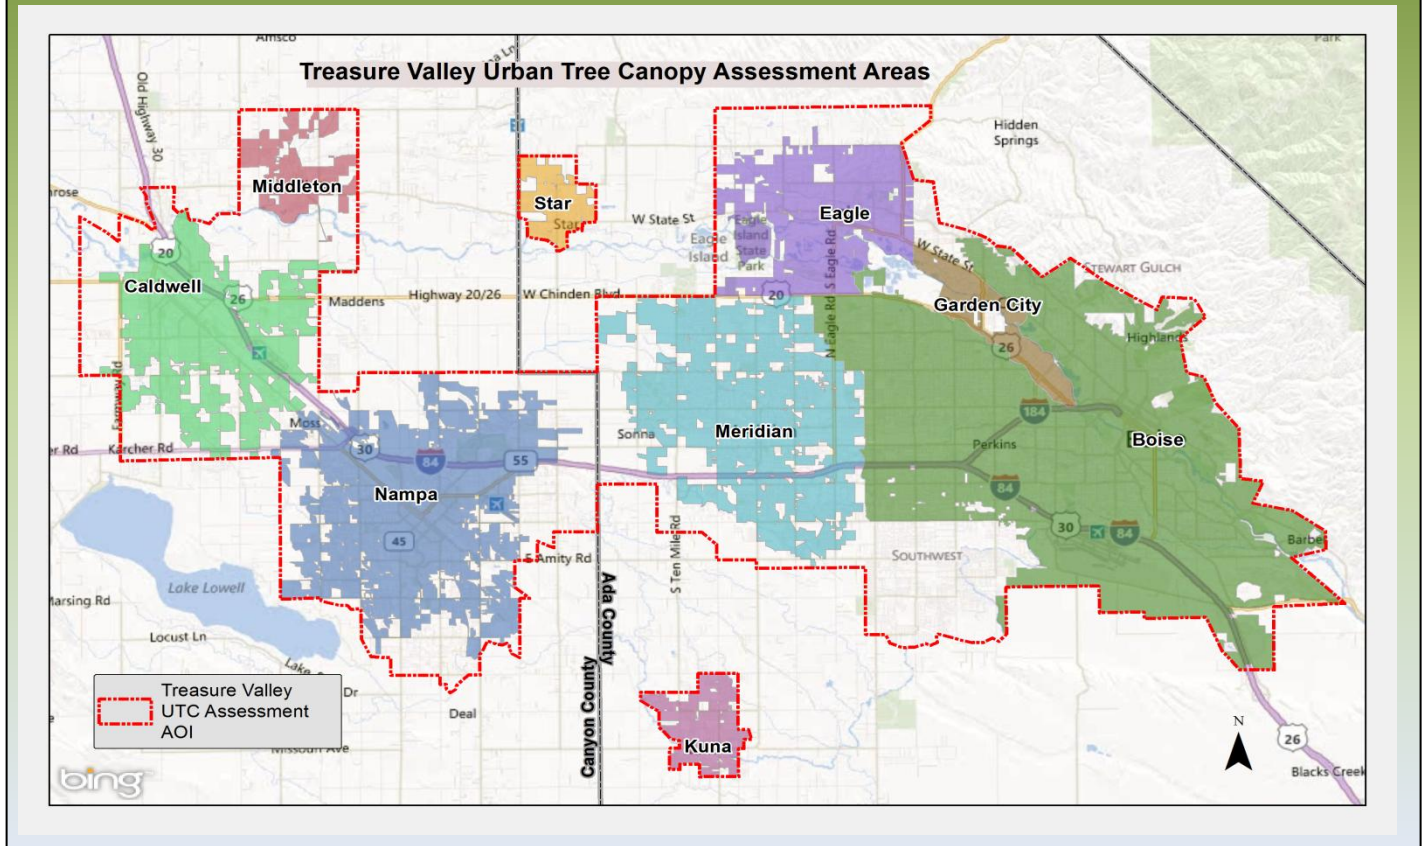 Amsco
Park
Treasure Valley Urban Tree Canopy Assessment Areas
Old Highway 30
Hidden
Springs
Middleton
Star
Star
W State St
Eagle
Eagle
Island
State
Park
Eagle
Island
S Eagle Rd
W State St
STEWART GULCH
20
Caldwell
26
Maddens
Highway 20/26
W Chinden Blvd
20
Garden City
N Eagle Rd
26
Highlands
184
Moss
Sonna
Meridian
Perkins
Boise
Karcher Rd
30
84
55
Nampa
84
45
30
84
Barber
S Amity Rd
S Ten Mile Rd
SOUTHWEST
Lake Lowell
Marsing Rd
Locust Ln
Ada County
Canyon County
Treasure Valley
UTC Assessment
AOI
Dr
Deal
Kuna
N
26
Blacks Creek
bing